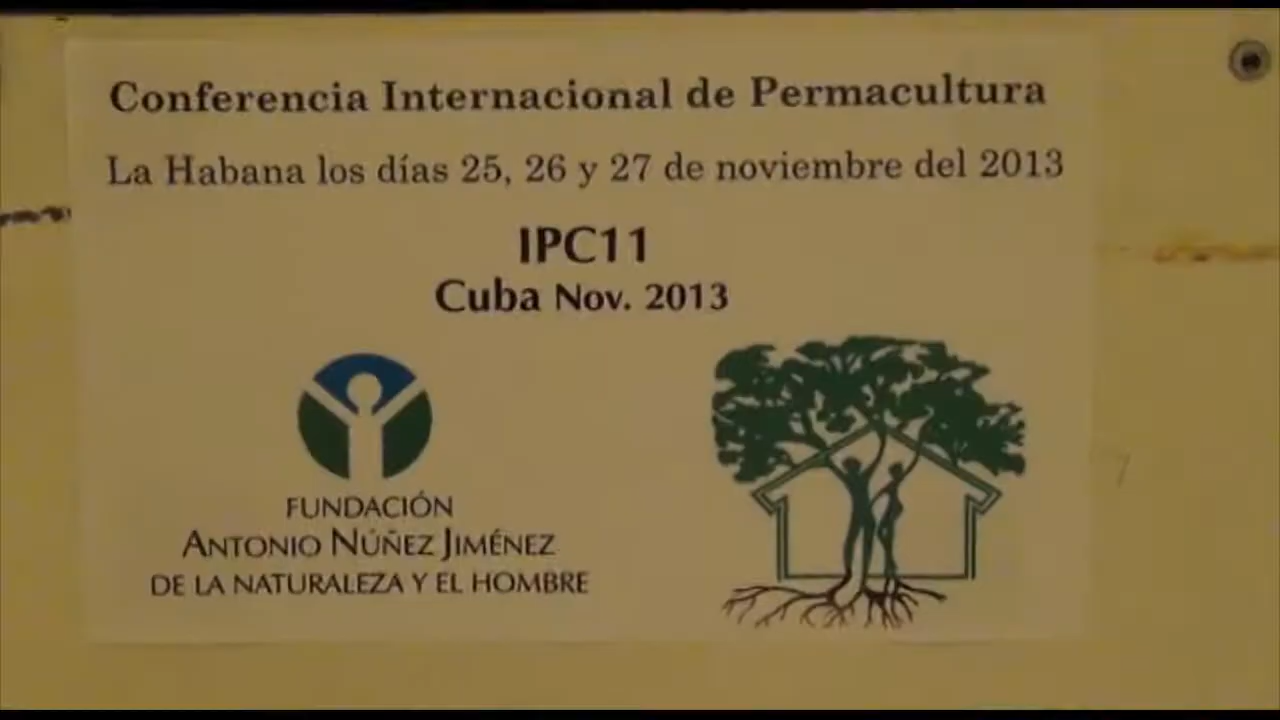 Conferencia Internacional de Permacultura
La Habana los días 25, 26 y 27 de noviembre del 2013
IPC11
Cuba Nov. 2013
FUNDACIÓN
ANTONIO NÚÑEZ JIMÉNEZ
DE LA NATURALEZA Y EL HOMBRE